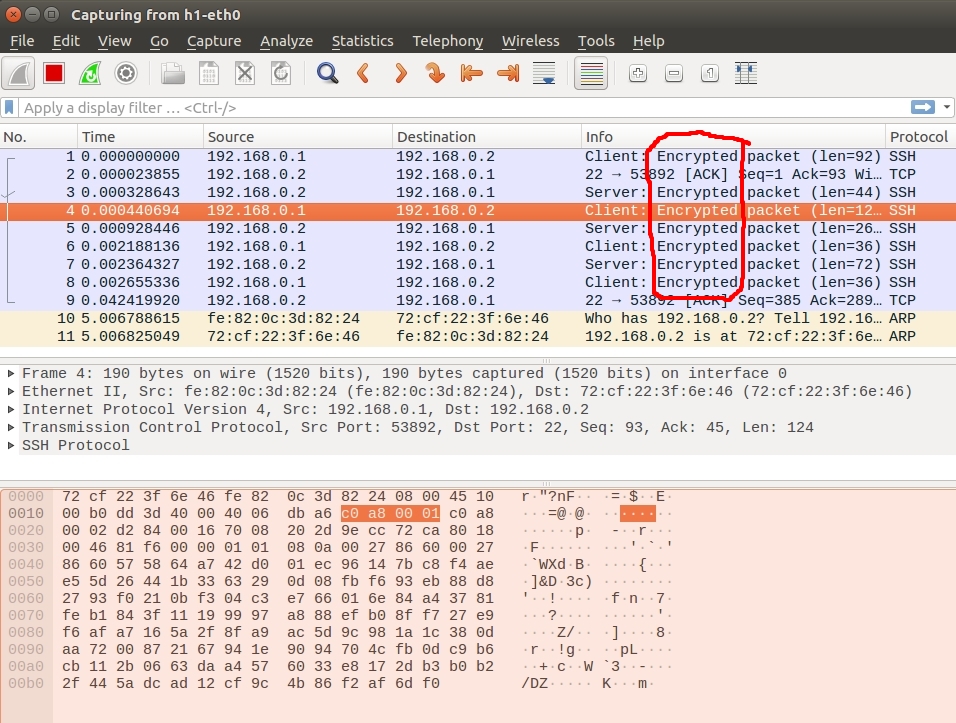 Capturing from h1-eth0
File Edit View Go Capture Analyze Statistics Telephony Wireless Tools Help
Apply a display filter ... <Ctrl-/>
No. Time Source Destination Info Protocol
1 0.000000000 192.168.0.1 192.168.0.2 Client: Encrypted packet (len=92) SSH
2 0.000023855 192.168.0.2 192.168.0.1 22 → 53892 [ACK] Seq=1 Ack=93 Wi… TCP
3 0.000328643 192.168.0.2 192.168.0.1 Server: Encrypted packet (len=44) SSH
4 0.000440694 192.168.0.1 192.168.0.2 Client: Encrypted packet (len=12… SSH
5 0.000928446 192.168.0.2 192.168.0.1 Server: Encrypted packet (len=26… SSH
6 0.002188136 192.168.0.1 192.168.0.2 Client: Encrypted packet (len=36) SSH
7 0.002364327 192.168.0.2 192.168.0.1 Server: Encrypted packet (len=72) SSH
8 0.002655336 192.168.0.1 192.168.0.2 Client: Encrypted packet (len=36) SSH
9 0.042419920 192.168.0.2 192.168.0.1 22 → 53892 [ACK] Seq=385 Ack=289… TCP
10 5.006788615 fe:82:0c:3d:82:24 72:cf:22:3f:6e:46 Who has 192.168.0.2? Tell 192.16… ARP
11 5.006825049 72:cf:22:3f:6e:46 fe:82:0c:3d:82:24 192.168.0.2 is at 72:cf:22:3f:6e… ARP
Frame 4: 190 bytes on wire (1520 bits), 190 bytes captured (1520 bits) on interface 0
Ethernet II, Src: fe:82:0c:3d:82:24 (fe:82:0c:3d:82:24), Dst: 72:cf:22:3f:6e:46 (72:cf:22:3f:6e:46)
Internet Protocol Version 4, Src: 192.168.0.1, Dst: 192.168.0.2
Transmission Control Protocol, Src Port: 53892, Dst Port: 22, Seq: 93, Ack: 45, Len: 124
SSH Protocol
0000 72 cf 22 3f 6e 46 fe 82 0c 3d 82 24 08 00 45 10 r·"?nF·· ·=·$··E·
0010 00 b0 dd 3d 40 00 40 06 db a6 c0 a8 00 01 c0 a8 ···=@·@· ········
0020 00 02 d2 84 00 16 70 08 20 2d 9e cc 72 ca 80 18 ······p· ·-··r···
0030 00 46 81 f6 00 00 01 01 08 0a 00 27 86 60 00 27 ·F······ ···'·`·'
0040 86 60 57 58 64 a7 42 d0 01 ec 96 14 7b c8 f4 ae ·`WXd·B· ····{···
0050 e5 5d 26 44 1b 33 63 29 0d 08 fb f6 93 eb 88 d8 ·]&D·3c) ········
0060 27 93 f0 21 0b f3 04 c3 e7 66 01 6e 84 a4 37 81 '··!···· ·f·n··7·
0070 fe b1 84 3f 11 19 99 97 a8 88 ef b0 8f f7 27 e9 ···?···· ······'·
0080 f6 af a7 16 5a 2f 8f a9 ac 5d 9c 98 1a 1c 38 0d ····Z/·· ·]····8·
0090 aa 72 00 87 21 67 94 1e 90 94 70 4c fb 0d c9 b6 ·r··!g·· ··pL····
00a0 cb 11 2b 06 63 da a4 57 60 33 e8 17 2d b3 b0 b2 ··+·c··W `3··-···
00b0 2f 44 5a dc ad 12 cf 9c 4b 86 f2 af 6d f0 /DZ····· K···m·